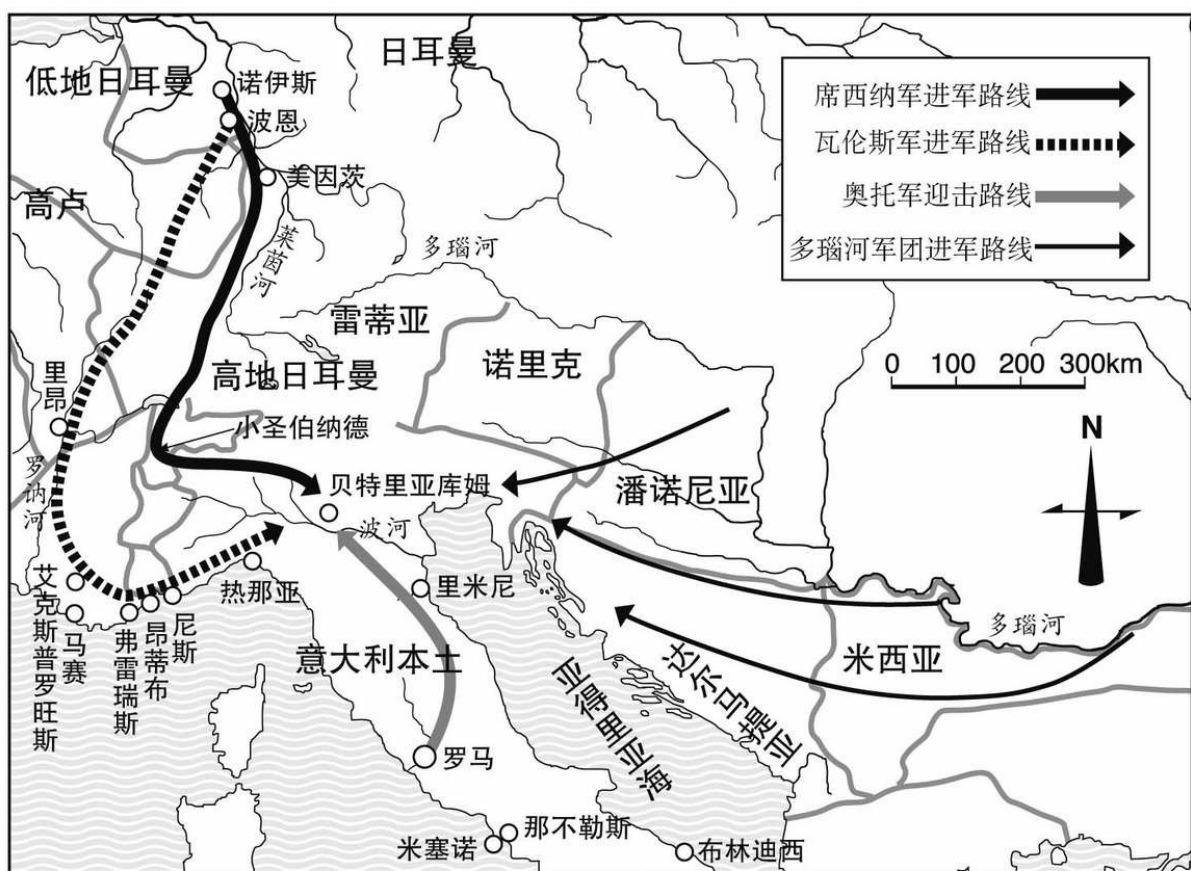 低地日耳曼
日耳曼
诺伊斯
波恩
美因茨
高卢
莱茵河
多瑙河
席西纳军进军路线
瓦伦斯军进军路线
奥托军迎击路线
多瑙河军团进军路线
雷蒂亚
诺里克
高地日耳曼
里昂
小圣伯纳德
0 100 200 300km
N
罗讷河
贝特里亚库姆
潘诺尼亚
波河
艾克斯普罗旺斯
马赛
弗雷瑞斯
昂蒂布
尼斯
热那亚
里米尼
意大利本土
多瑙河
米西亚
达尔马提亚
亚得里亚海
罗马
米塞诺
那不勒斯
布林迪西